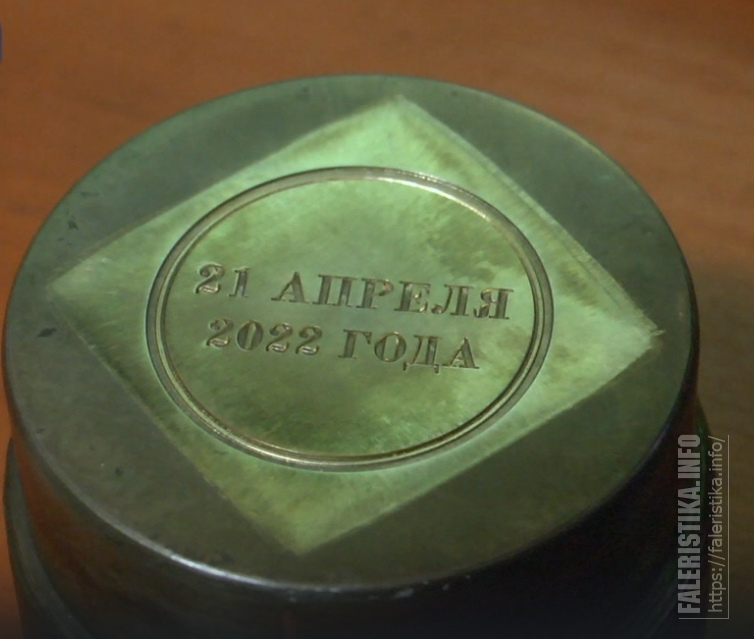 21 АПРЕЛЯ
2022 ГОДА
FALERISTIKA.INFO
https://faleristika.info/